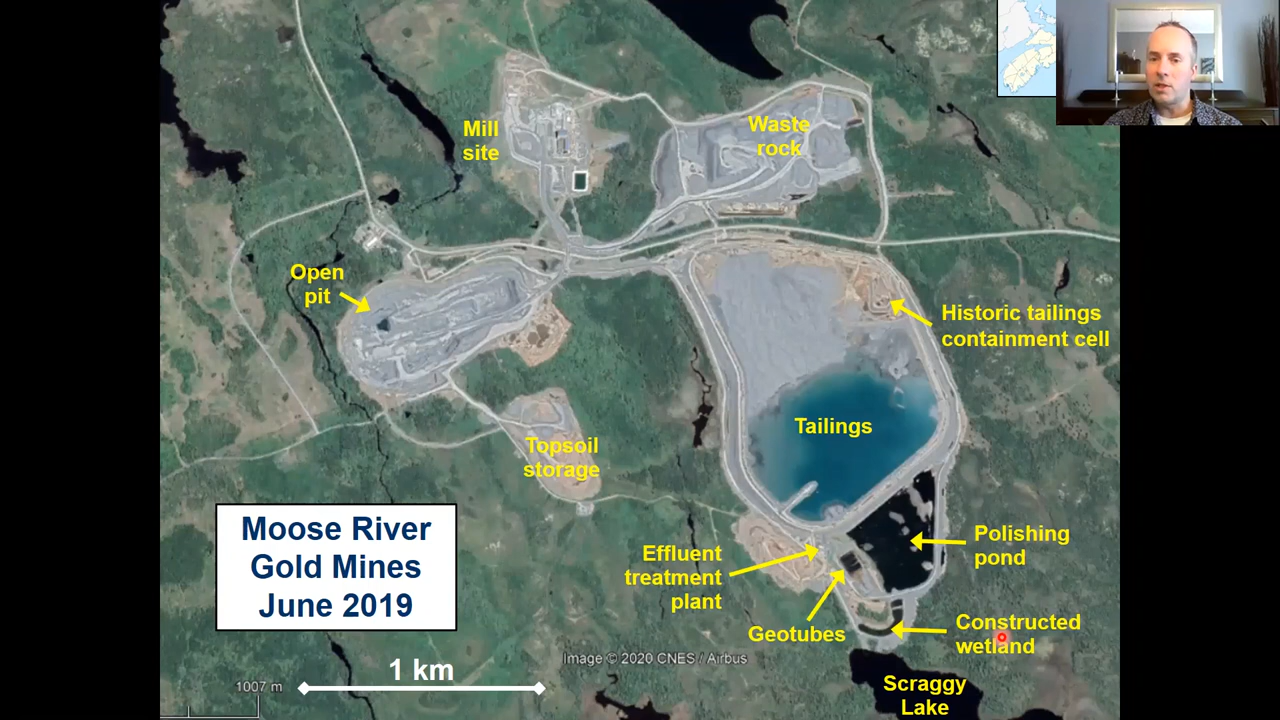 Mill
site
Waste
rock
Open
pit
Historic tailings
containment cell
Tailings
Topsoil
storage
Moose River
Gold Mines
June 2019
Effluent
treatment
plant
Polishing
pond
Geotubes
Constructed
wetland
Image © 2020 CNES / Airbus
1 km
1007 m
Scraggy
Lake